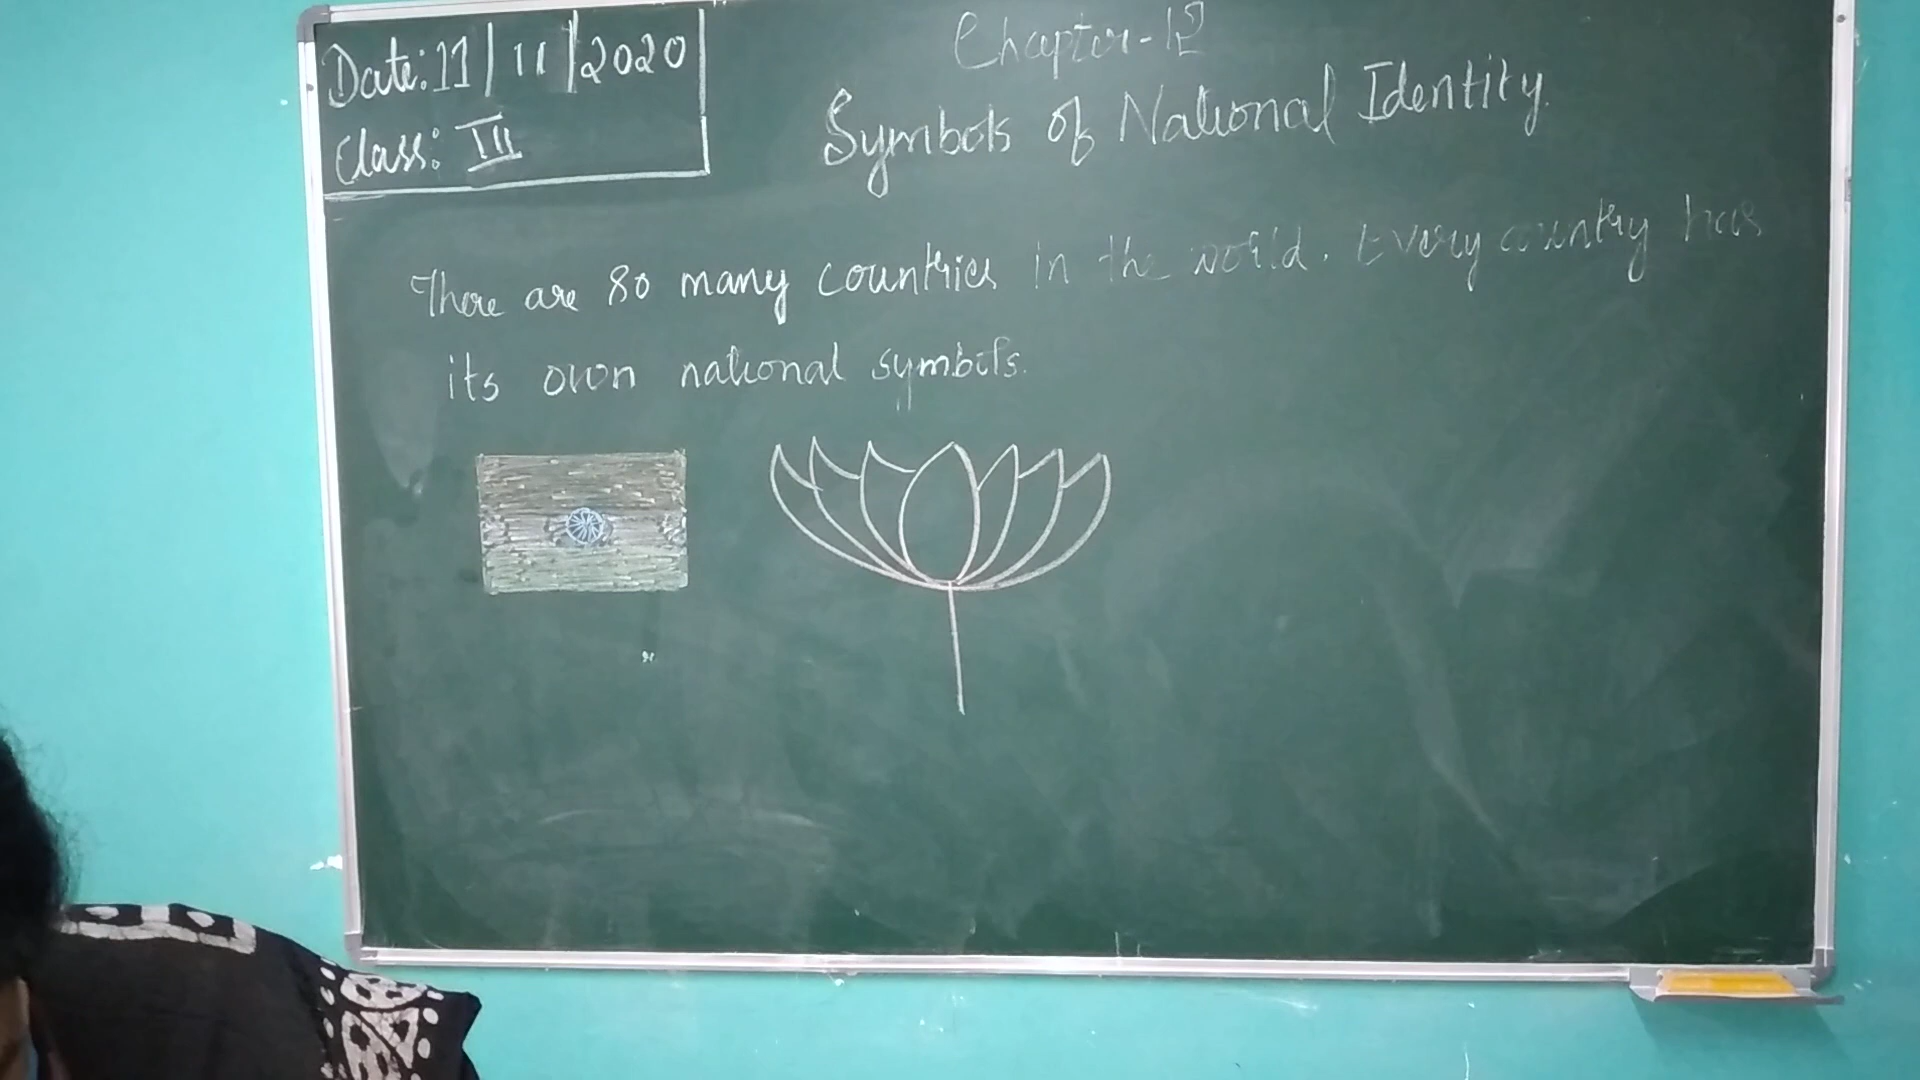 Date: 11/11/2020
Class: III
Chapter-12
Symbols of National Identity.
There are so many countries in the world. Every country has
its own national symbols.